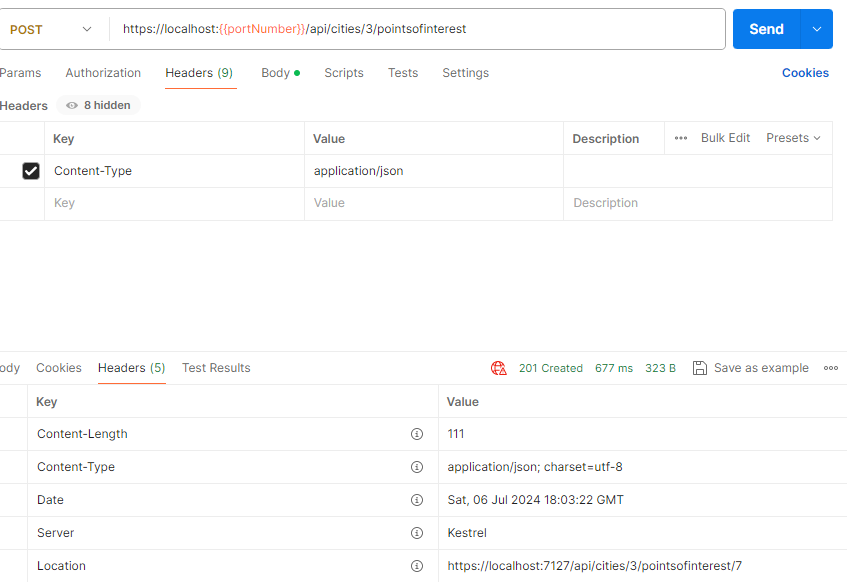 POST https://localhost:{{portNumber}}/api/cities/3/pointsofinterest Send
Params Authorization Headers (9) Body Scripts Tests Settings Cookies
Headers 8 hidden
Key Value Description Bulk Edit Presets
Content-Type application/json
Key Value Description
ody Cookies Headers (5) Test Results 201 Created 677 ms 323 B Save as example
Key Value
Content-Length 111
Content-Type application/json; charset=utf-8
Date Sat, 06 Jul 2024 18:03:22 GMT
Server Kestrel
Location https://localhost:7127/api/cities/3/pointsofinterest/7